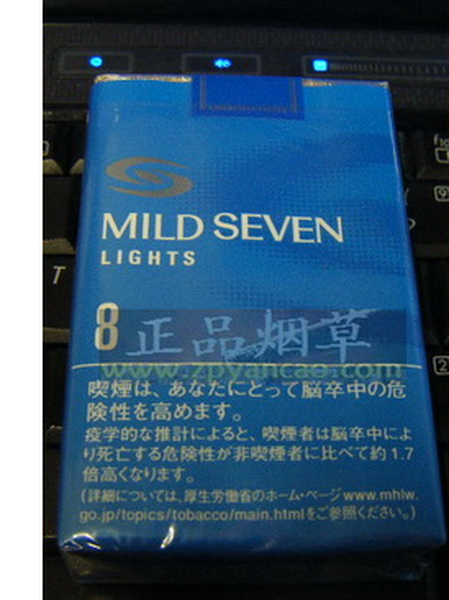 MILD SEVEN
LIGHTS
8
正品烟草
www.zpyancao.com
喫煙は、あなたにとって脳卒中の危
険性を高めます。
疫学的な推計によると、喫煙者は脳卒中によ
り死亡する危険性が非喫煙者に比べて約1.7
倍高くなります。
(詳細については、厚生労働省のホーム・ページwww.mhlw.
go.jp/topics/tobacco/main.htmlをご参照ください。)
T
f10
9
2